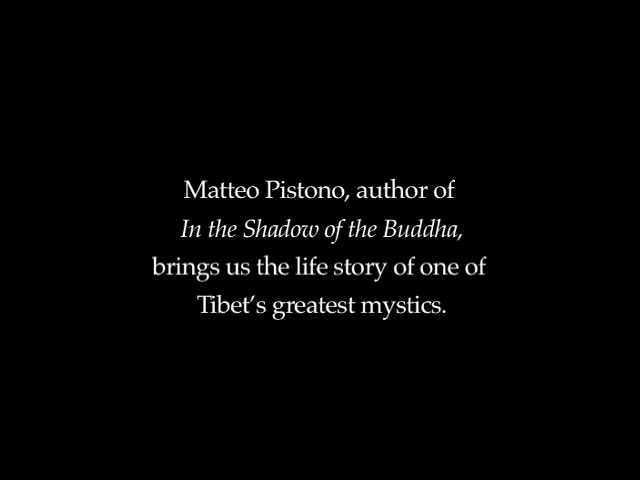 Matteo Pistono, author of
In the Shadow of the Buddha,
brings us the life story of one of
Tibet’s greatest mystics.